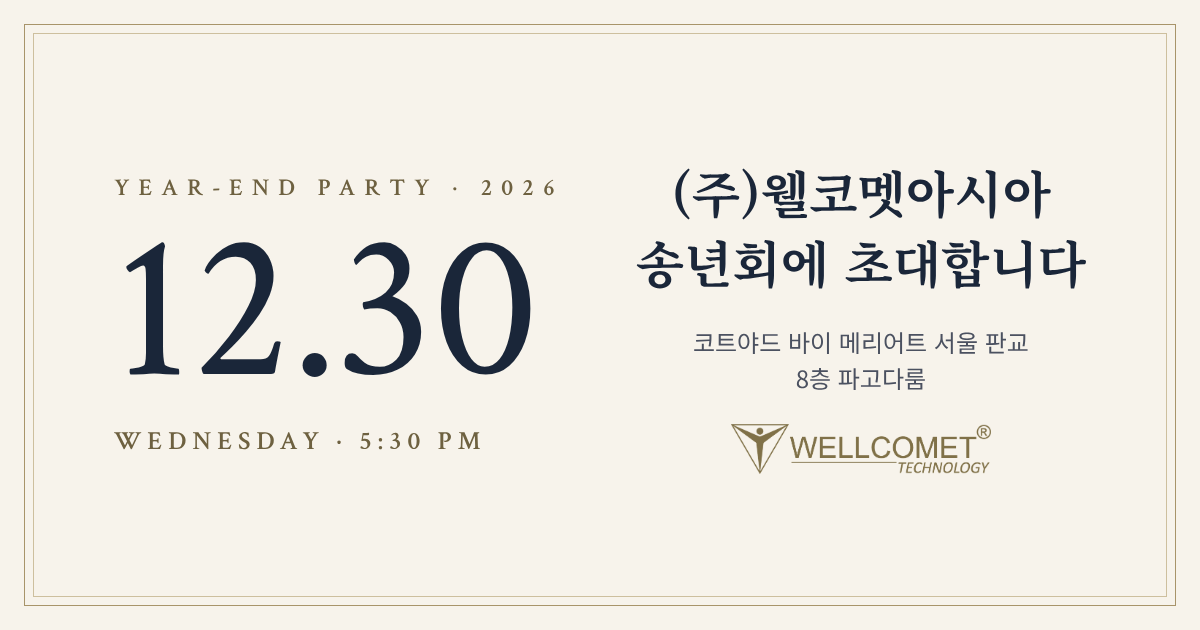 YEAR-END PARTY · 2026
12.30
WEDNESDAY · 5:30 PM
(주)웰코멧아시아
송년회에 초대합니다
코트야드 바이 메리어트 서울 판교
8층 파고다룸
WELLCOMET®
TECHNOLOGY